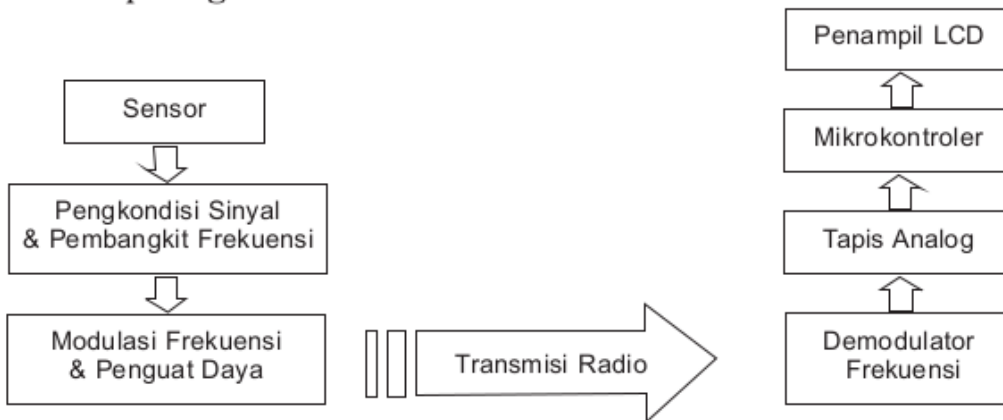 Sensor
Pengkondisi Sinyal
& Pembangkit Frekuensi
Modulasi Frekuensi
& Penguat Daya
Transmisi Radio
Penampil LCD
Mikrokontroler
Tapis Analog
Demodulator
Frekuensi